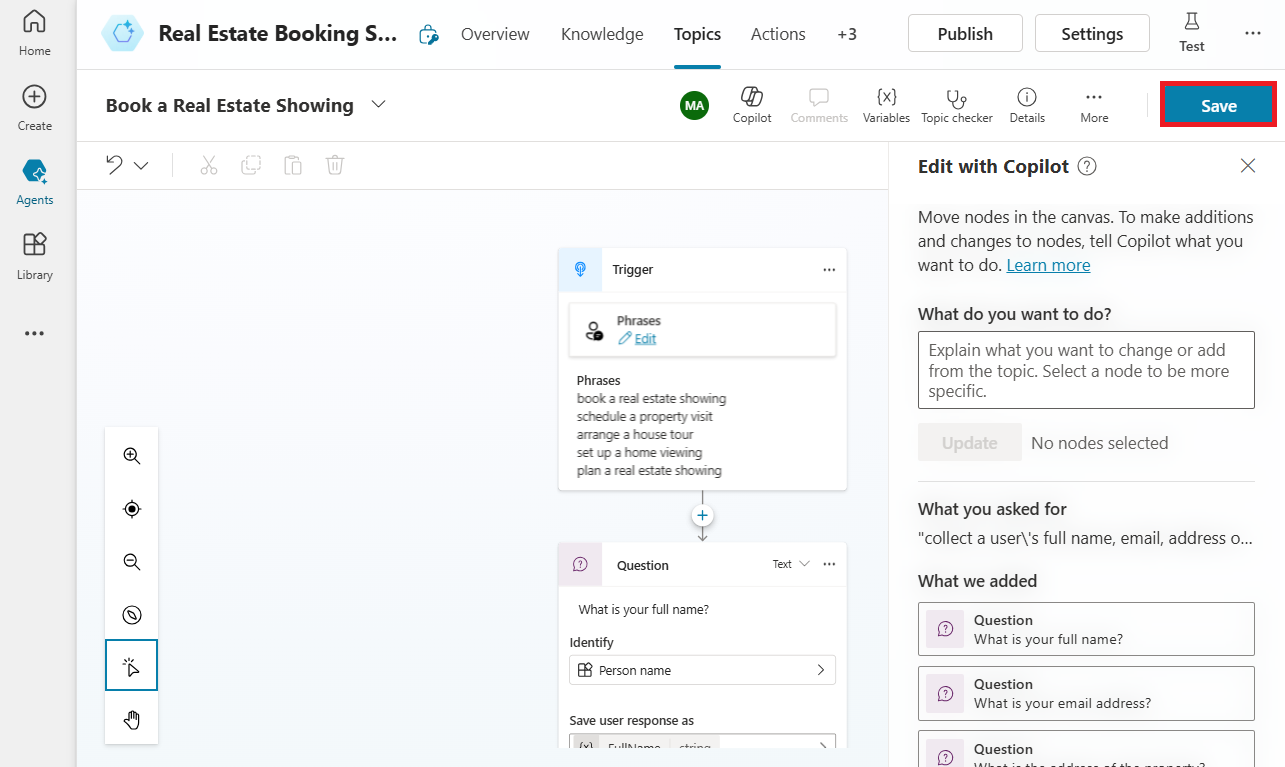 Home
Create
Agents
Library
Real Estate Booking S...
Overview
Knowledge
Topics
Actions
+3
Publish
Settings
Test
Book a Real Estate Showing
MA
Copilot
Comments
{x}
Variables
Topic checker
Details
More
Save
Trigger
Phrases
Edit
Phrases
book a real estate showing
schedule a property visit
arrange a house tour
set up a home viewing
plan a real estate showing
Question
Text
What is your full name?
Identify
Person name
Save user response as
{x} FullName string
Edit with Copilot
Move nodes in the canvas. To make additions
and changes to nodes, tell Copilot what you
want to do. Learn more
What do you want to do?
Explain what you want to change or add
from the topic. Select a node to be more
specific.
Update
No nodes selected
What you asked for
"collect a user\'s full name, email, address o...
What we added
Question
What is your full name?
Question
What is your email address?
Question
What is the address of the property?